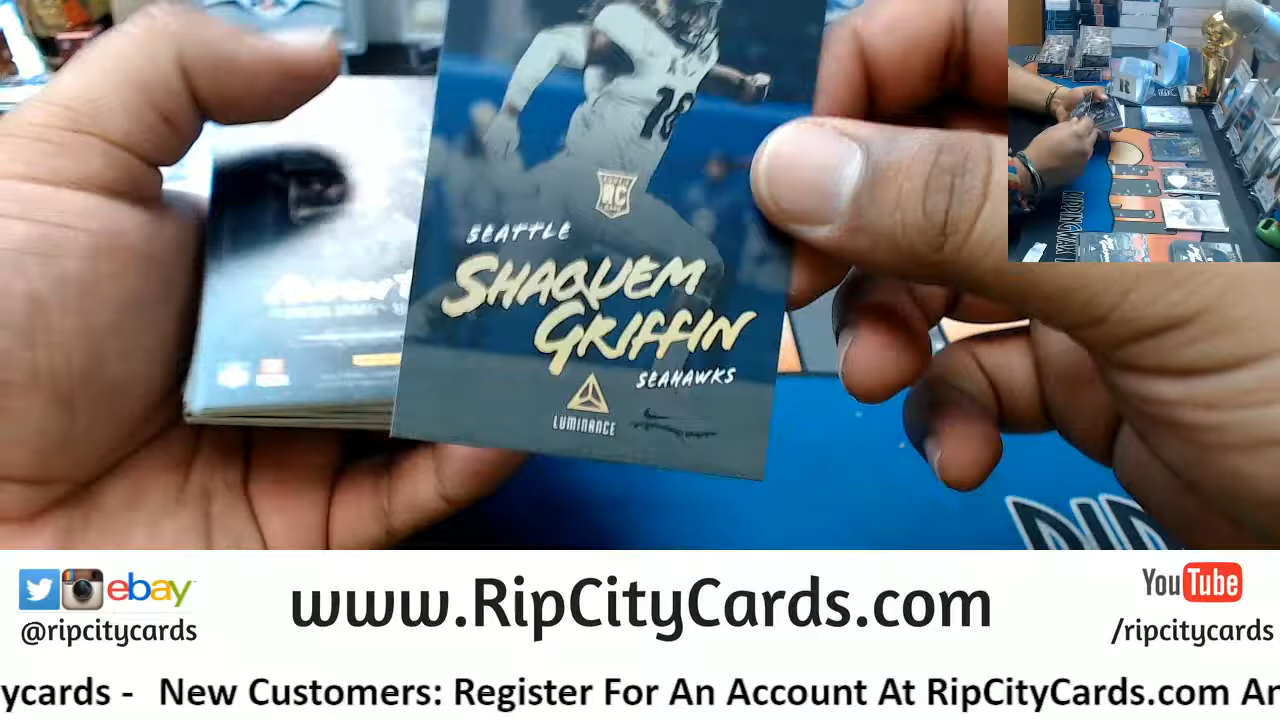 18
RC
SEATTLE
SHAQUEM
GRIFFIN
SEAHAWKS
LUMINANCE
R
ebay
@ripcitycards
www.RipCityCards.com
YouTube
/ripcitycards
ycards - New Customers: Register For An Account At RipCityCards.com An